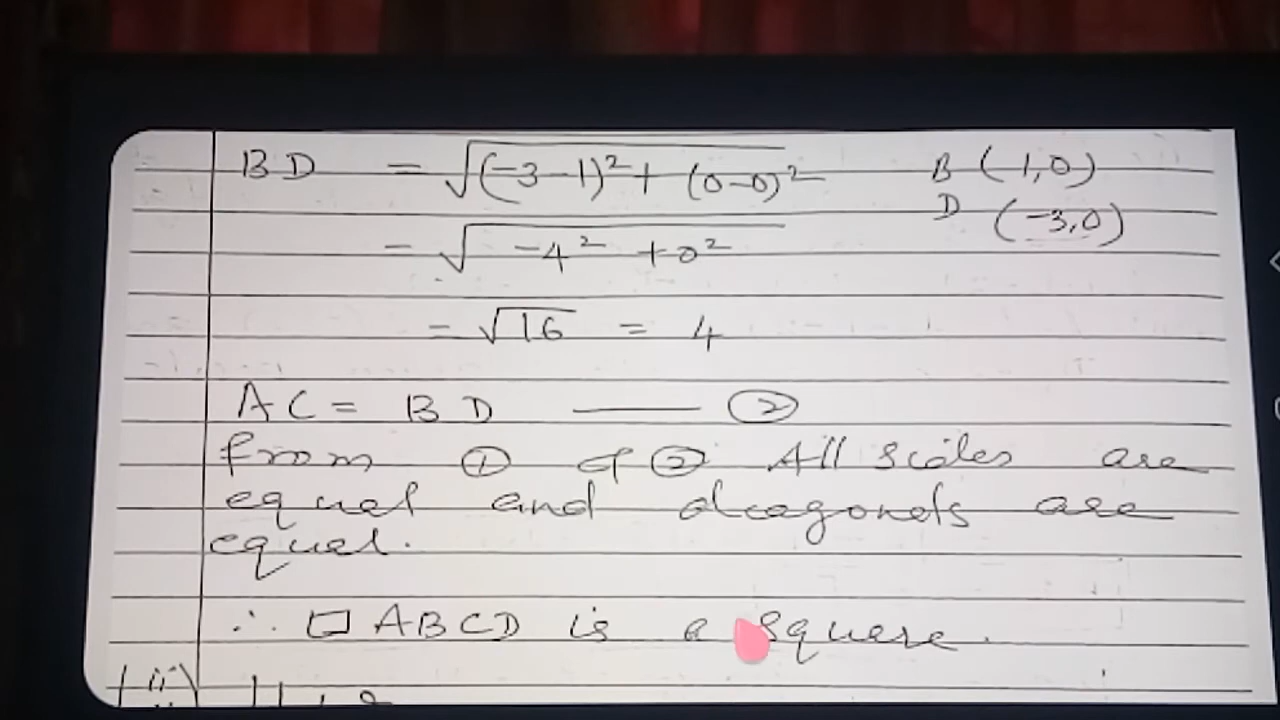 BD = √(-3-1)² + (0-0)² B (1,0)
D (-3,0)
= √-4² + 0²
= √16 = 4
AC = BD —— ②
from ① & ② All sides are
equal and diagonals are
equal.
∴ □ABCD is a square.
(ii)